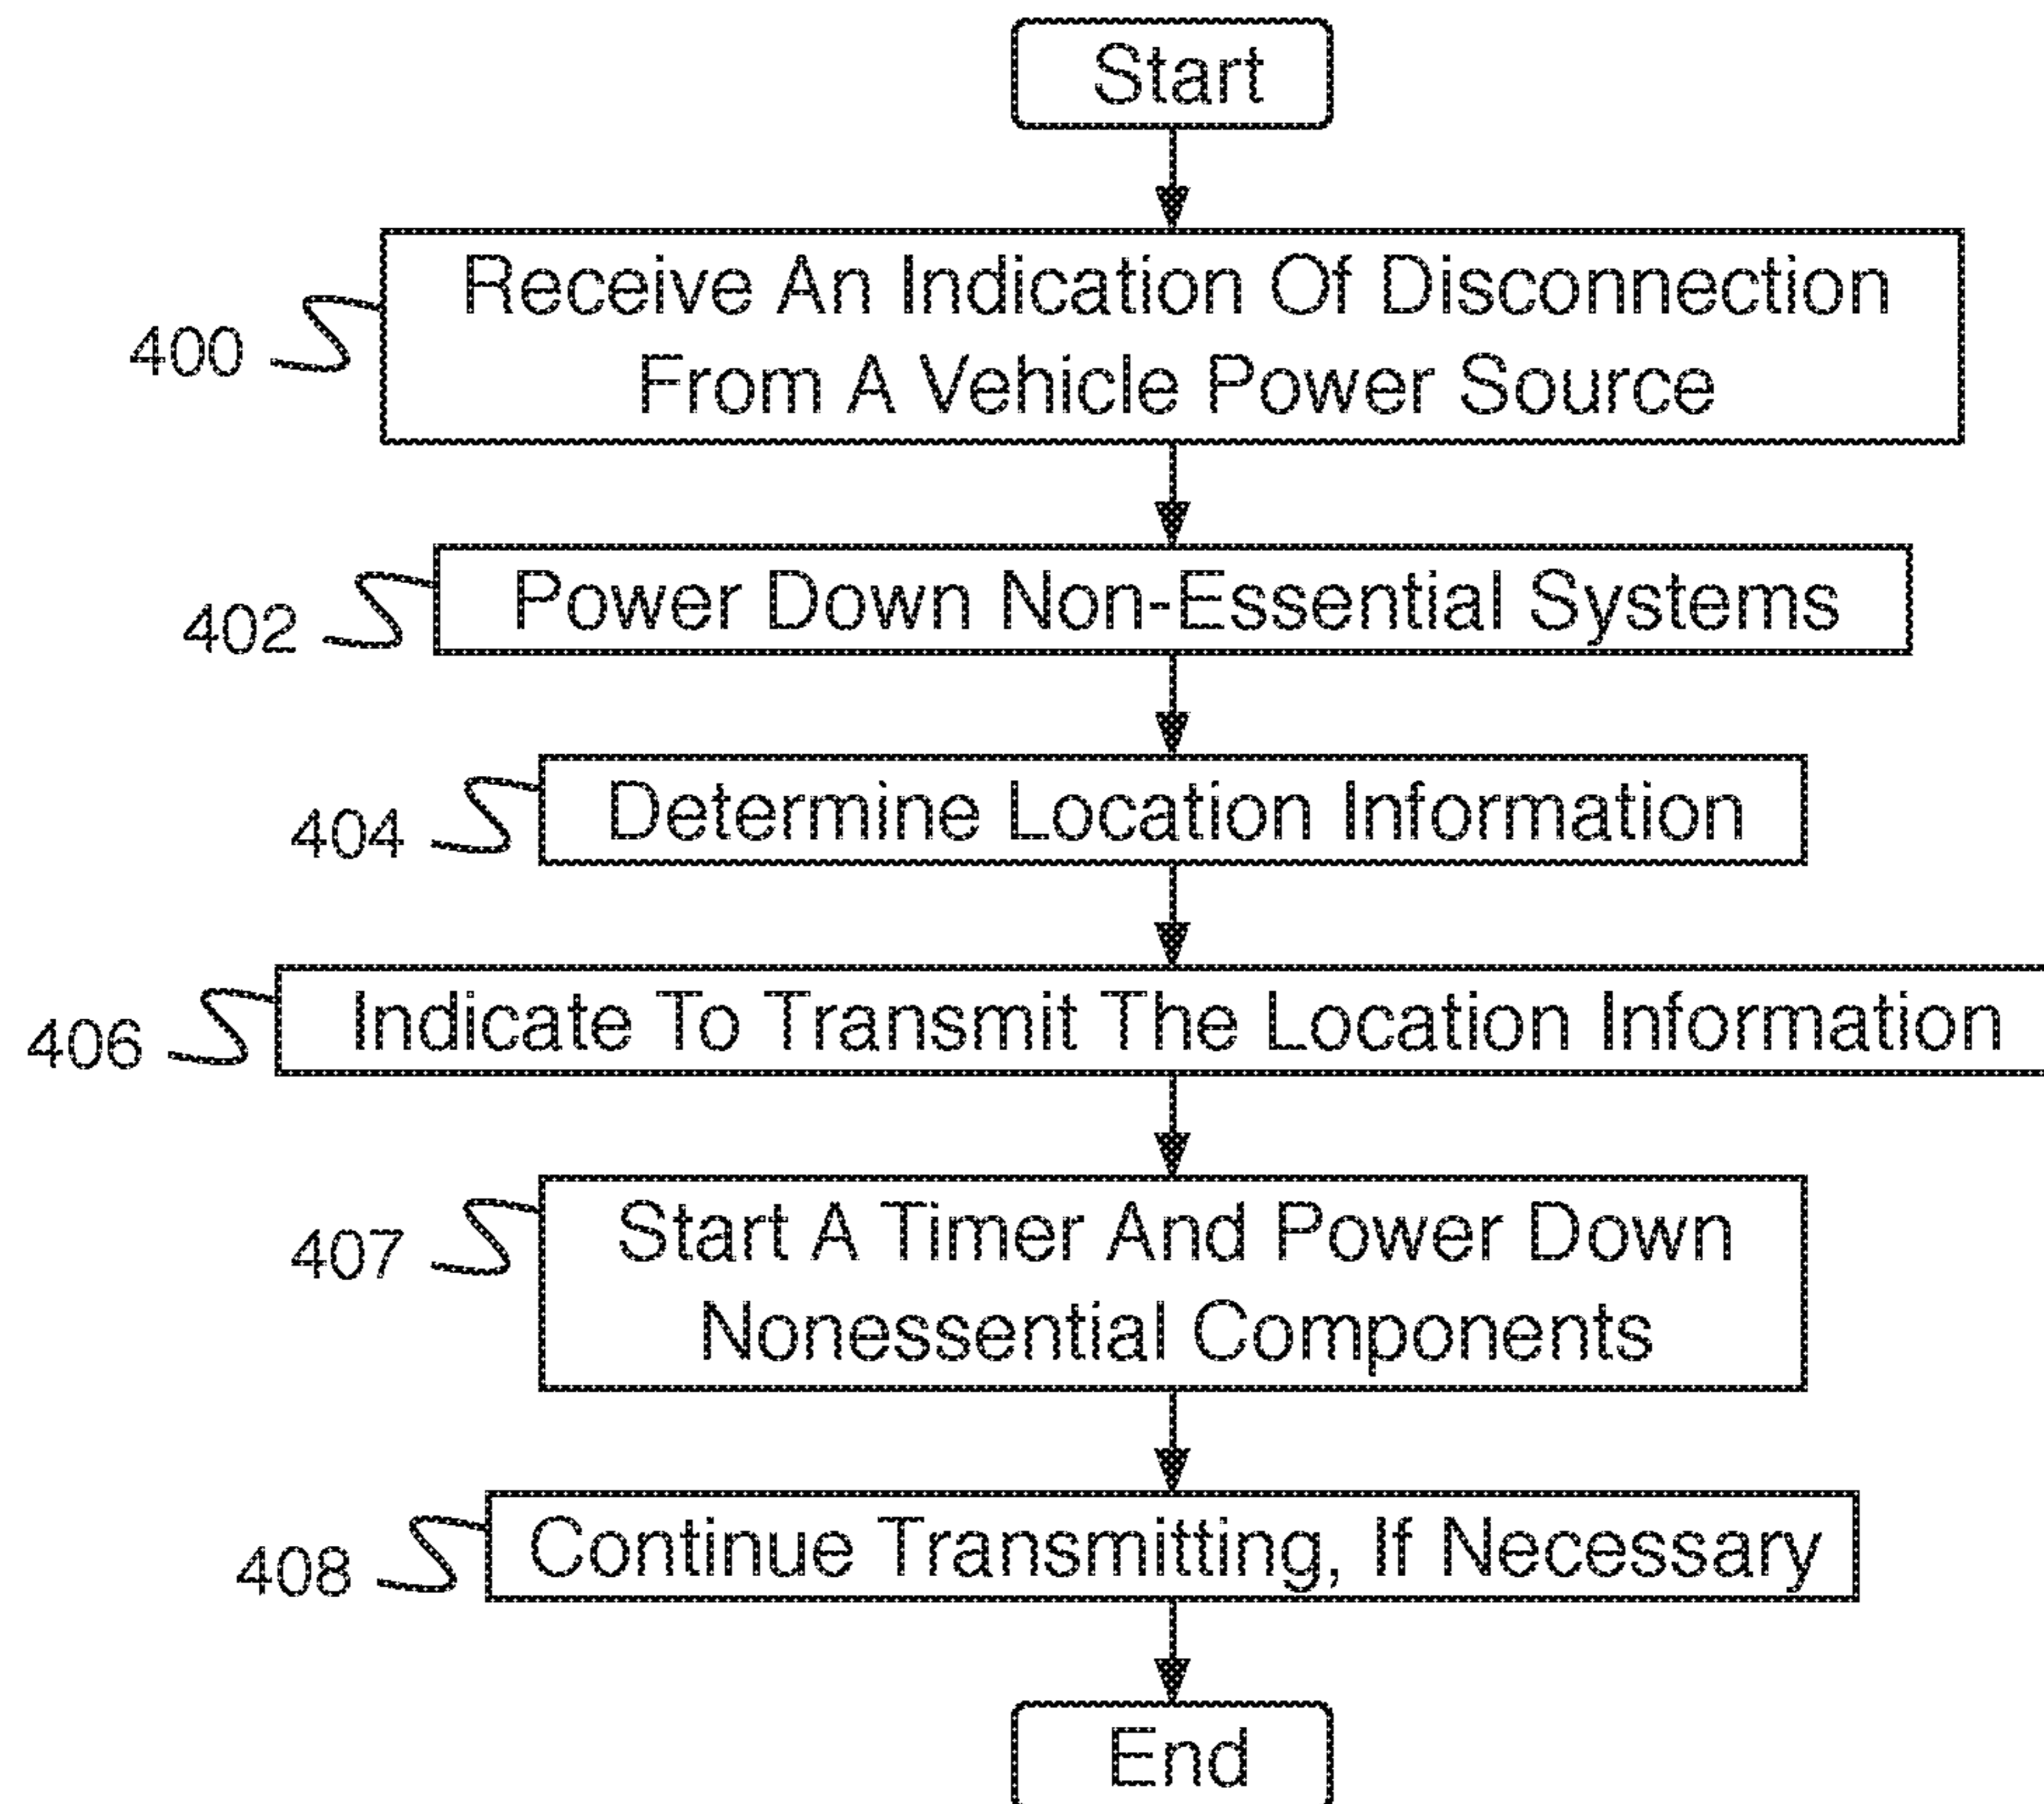 Start
400
Receive An Indication Of Disconnection
From A Vehicle Power Source
402
Power Down Non-Essential Systems
404
Determine Location Information
406
Indicate To Transmit The Location Information
407
Start A Timer And Power Down
Nonessential Components
408
Continue Transmitting, If Necessary
End